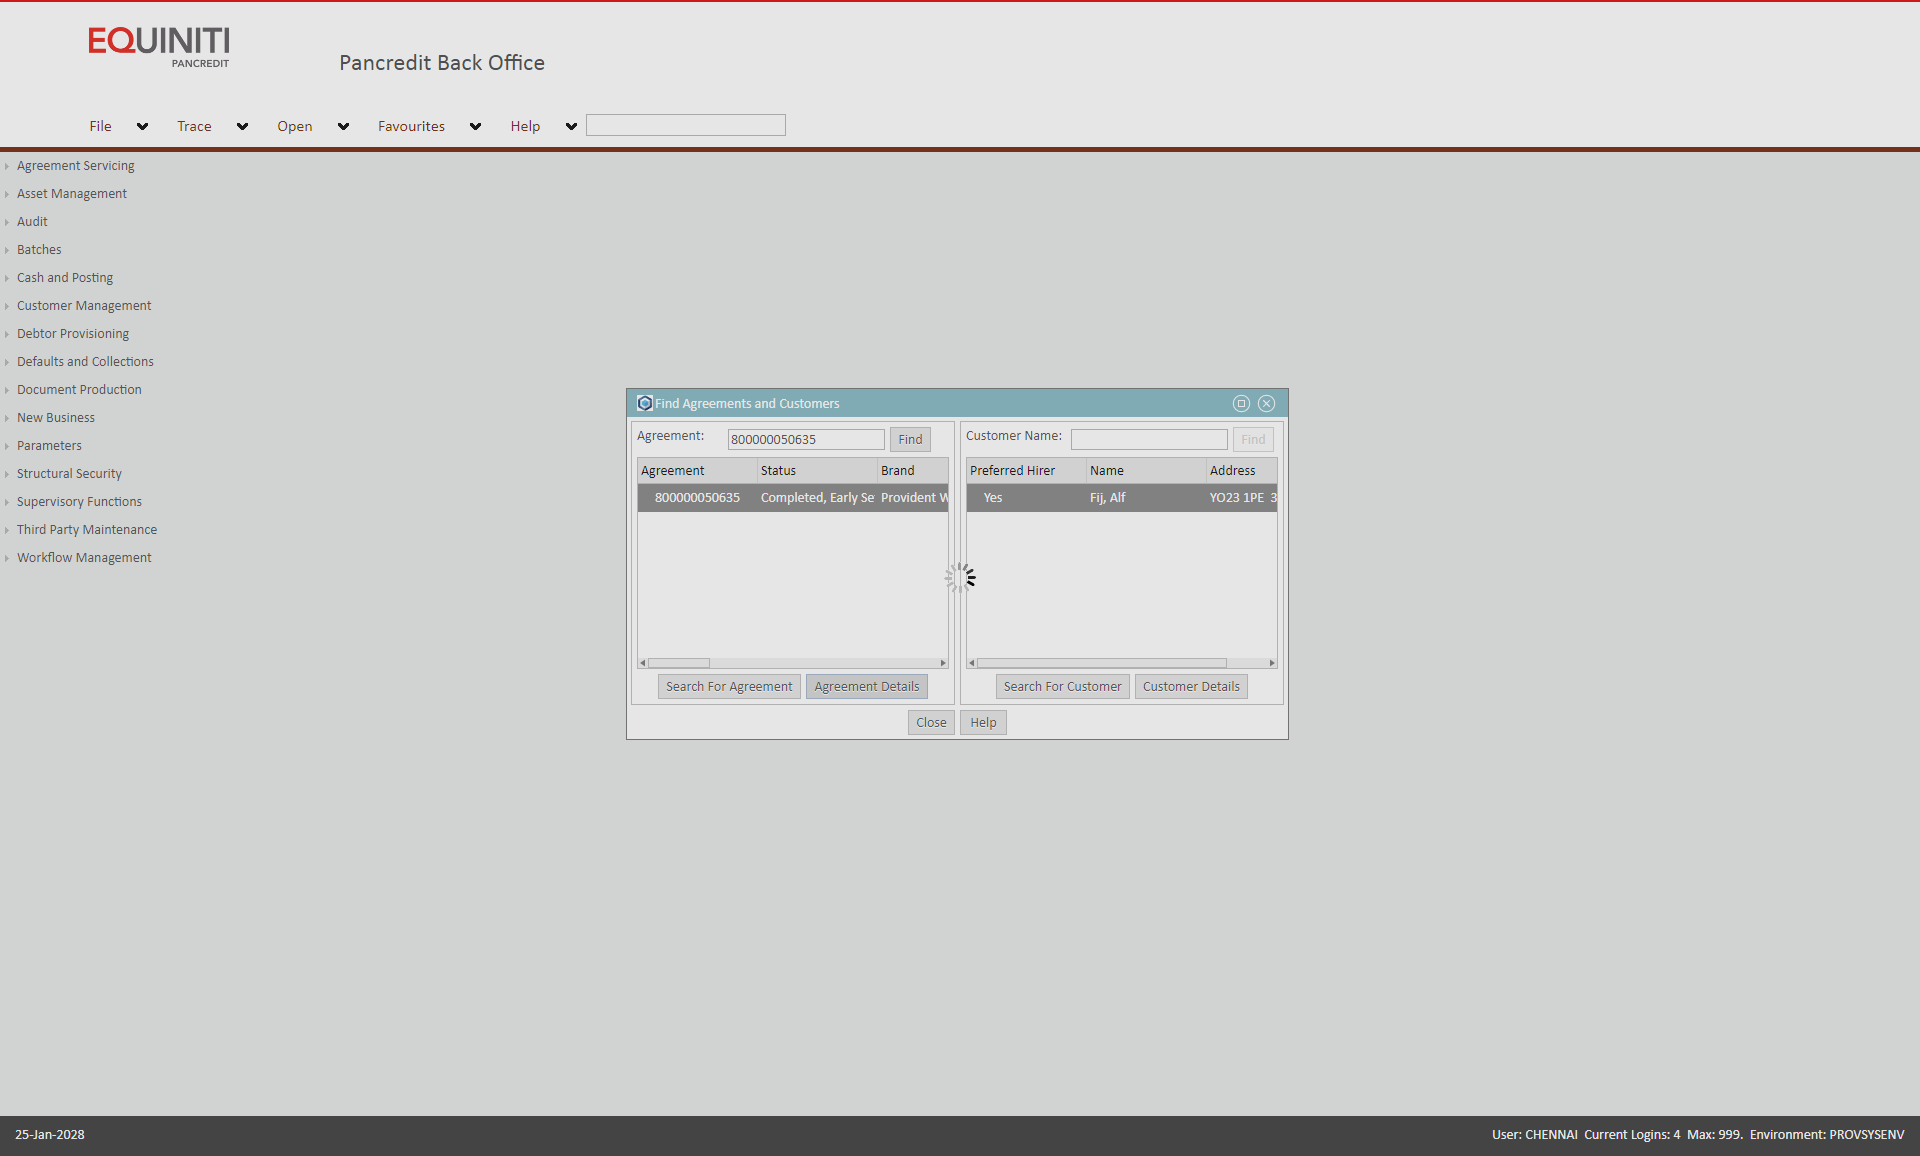 EQUINITI
PANCREDIT
Pancredit Back Office
File Trace Open Favourites Help
Agreement Servicing
Asset Management
Audit
Batches
Cash and Posting
Customer Management
Debtor Provisioning
Defaults and Collections
Document Production
New Business
Parameters
Structural Security
Supervisory Functions
Third Party Maintenance
Workflow Management
Find Agreements and Customers
Agreement: 800000050635 Find
Agreement Status Brand
800000050635 Completed, Early Se Provident W
Search For Agreement Agreement Details
Customer Name: Find
Preferred Hirer Name Address
Yes Fij, Alf YO23 1PE 3
Search For Customer Customer Details
Close Help
25-Jan-2028
User: CHENNAI Current Logins: 4 Max: 999. Environment: PROVSYSENV